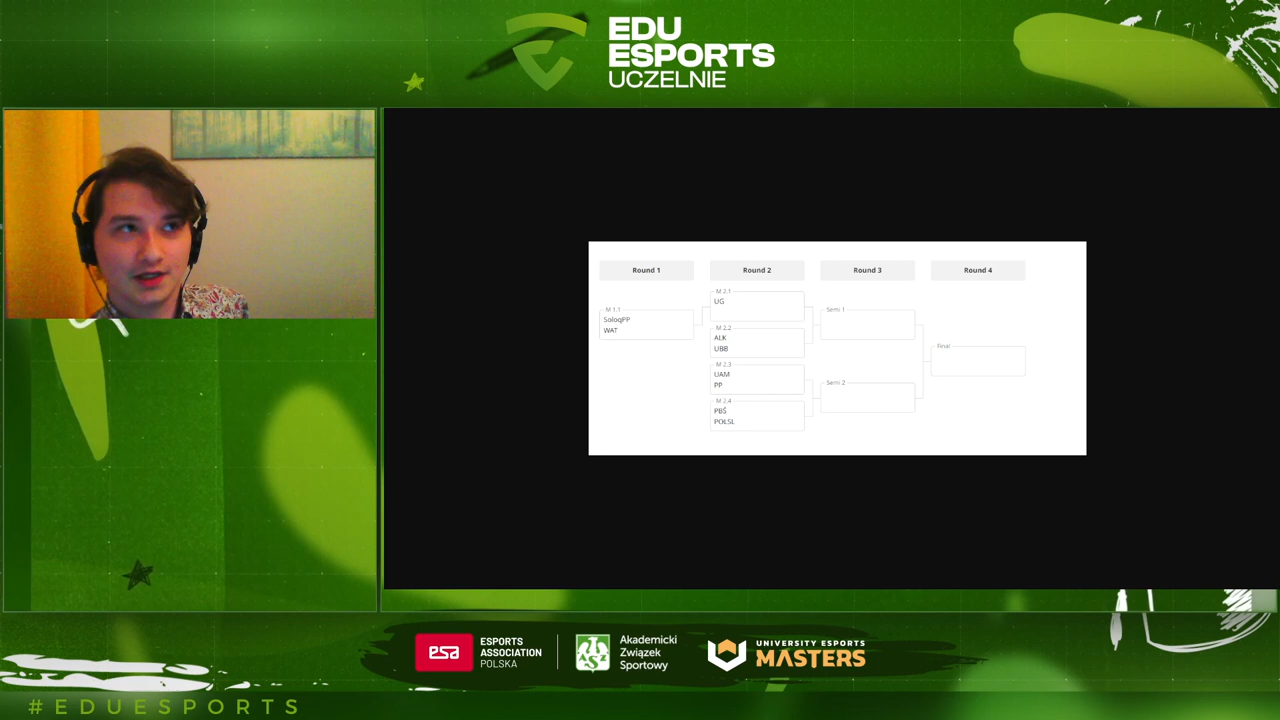 EDU
ESPORTS
UCZELNIE
Round 1
Round 2
Round 3
Round 4
M 1.1
SoloqPP
WAT
M 2.1
UG
M 2.2
ALK
UBB
M 2.3
UAM
PP
M 2.4
PBŚ
POLSL
Semi 1
Semi 2
Final
esa
ESPORTS
ASSOCIATION
POLSKA
AZS
Akademicki
Związek
Sportowy
UNIVERSITY ESPORTS
MASTERS
#EDUESPORTS